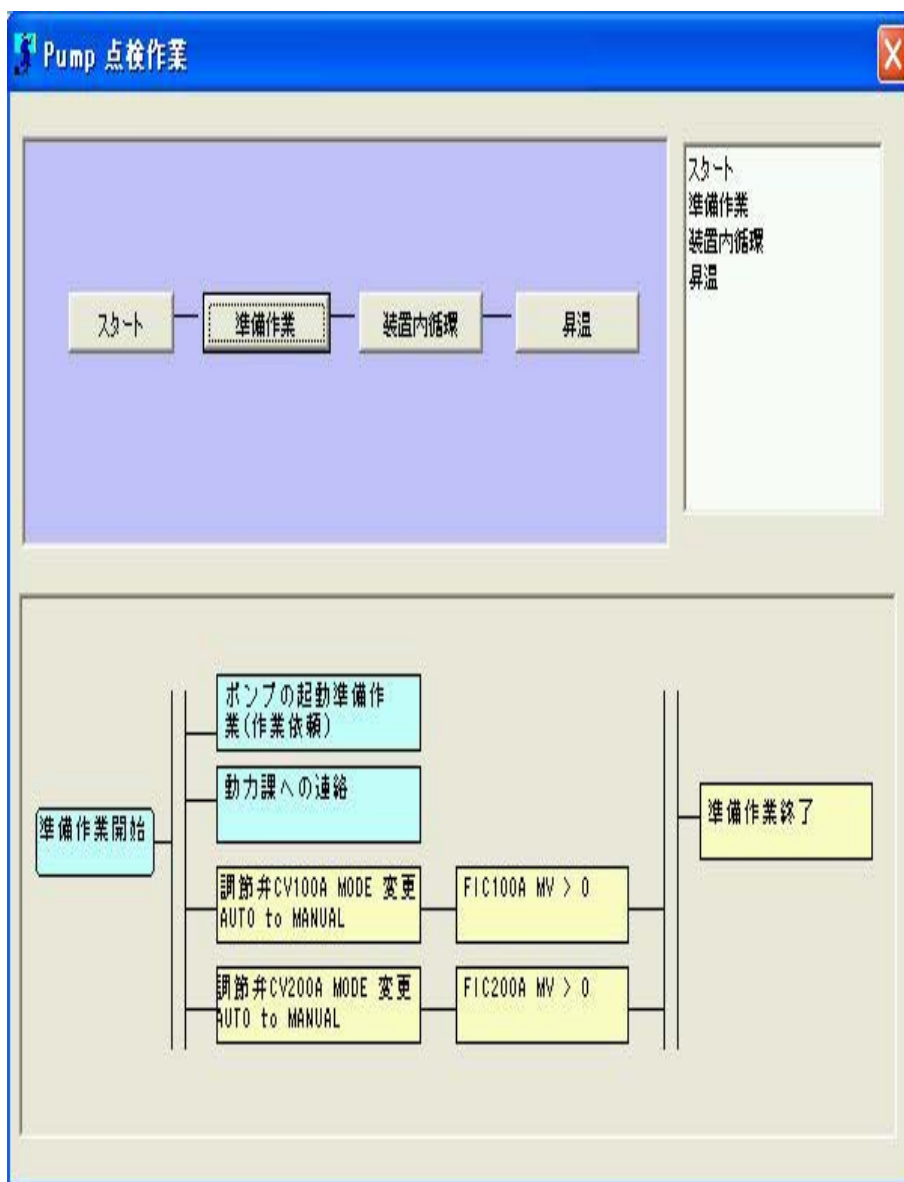 Pump 点検作業
スタート
準備作業
装置内循環
昇温
スタート
準備作業
装置内循環
昇温
準備作業開始
ポンプの起動準備作
業(作業依頼)
動力課への連絡
調節弁CV100A MODE 変更
AUTO to MANUAL
FIC100A MV > 0
調節弁CV200A MODE 変更
AUTO to MANUAL
FIC200A MV > 0
準備作業終了